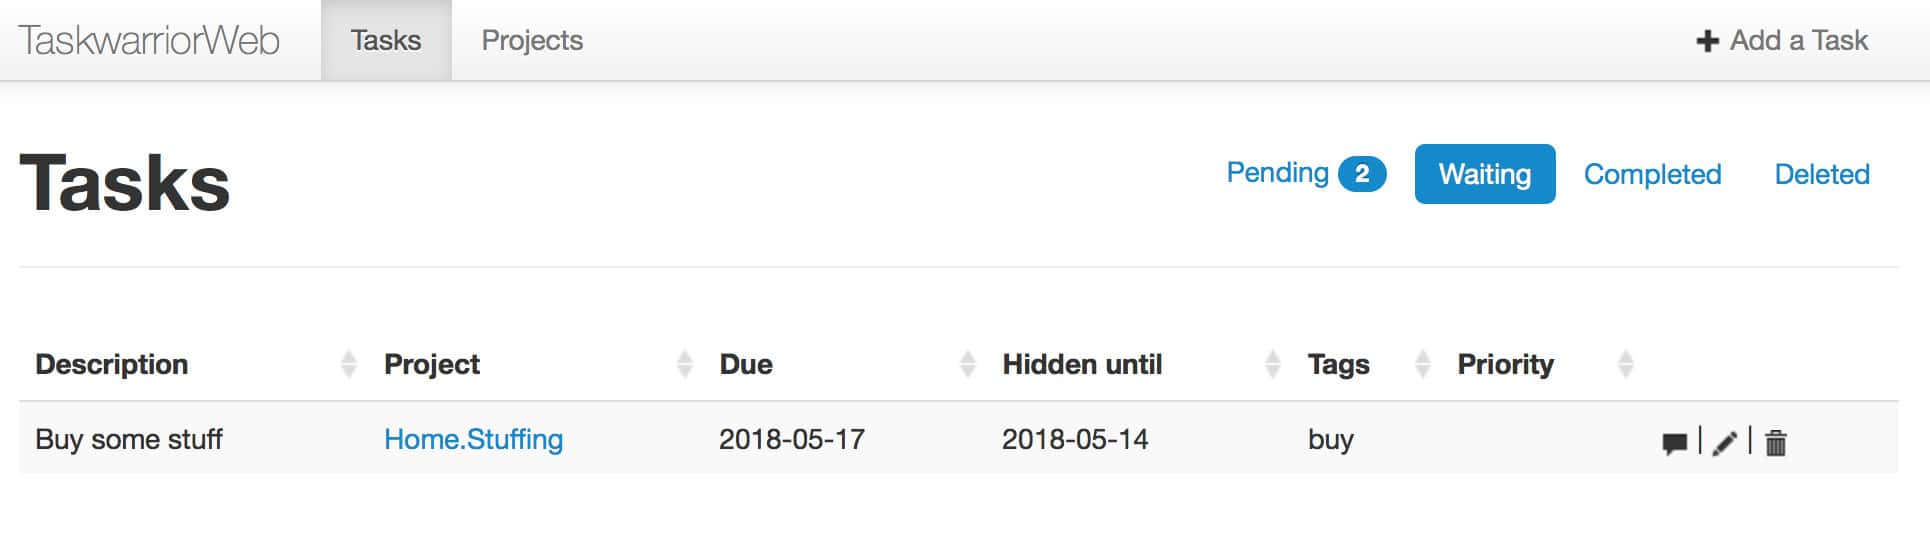 TaskwarriorWeb Tasks Projects Add a Task
Tasks Pending 2 Waiting Completed Deleted
Description Project Due Hidden until Tags Priority
Buy some stuff Home.Stuffing 2018-05-17 2018-05-14 buy